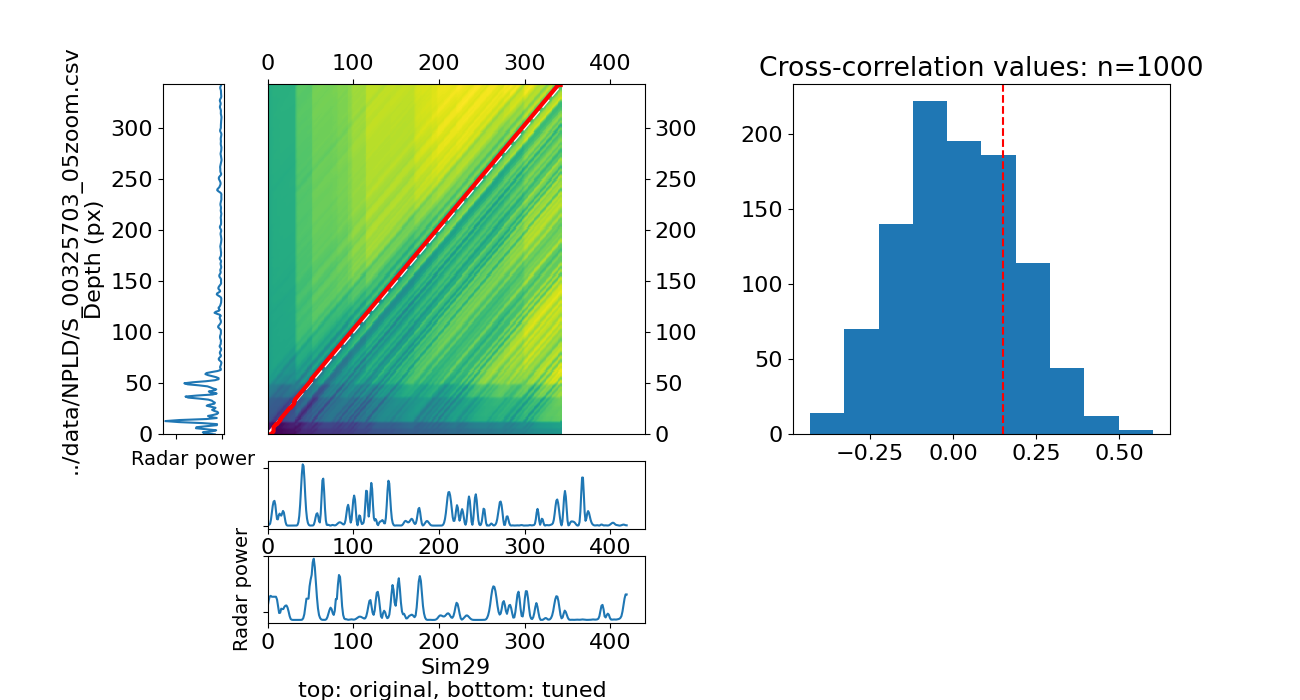 ../data/NPLD/S_00325703_05zoom.csv
Depth (px)
0 50 100 150 200 250 300
Radar power
0 100 200 300 400
0 50 100 150 200 250 300
0 100 200 300 400
Radar power
0 100 200 300 400
Sim29
top: original, bottom: tuned
Cross-correlation values: n=1000
0 50 100 150 200
−0.25 0.00 0.25 0.50